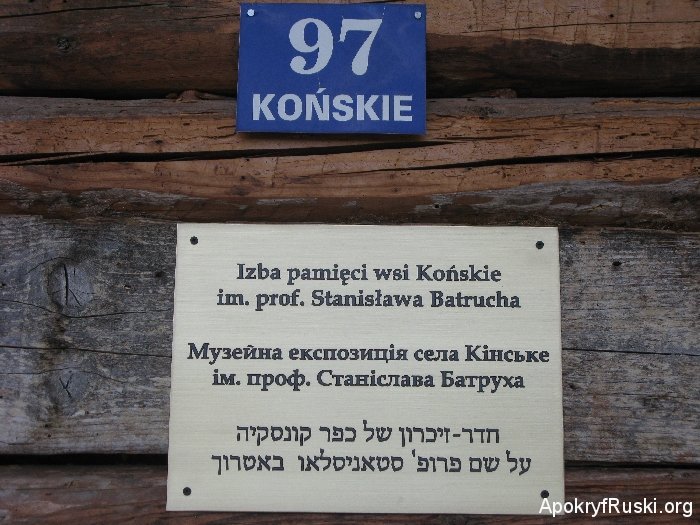 97
KOŃSKIE
Izba pamięci wsi Końskie
im. prof. Stanisława Batrucha
Музейна експозиція села Кінське
ім. проф. Станіслава Батруха
חדר-זיכרון של כפר קונסקיה
על שם פרופ' סטאניסלאו באטרוך
ApokryfRuski.org